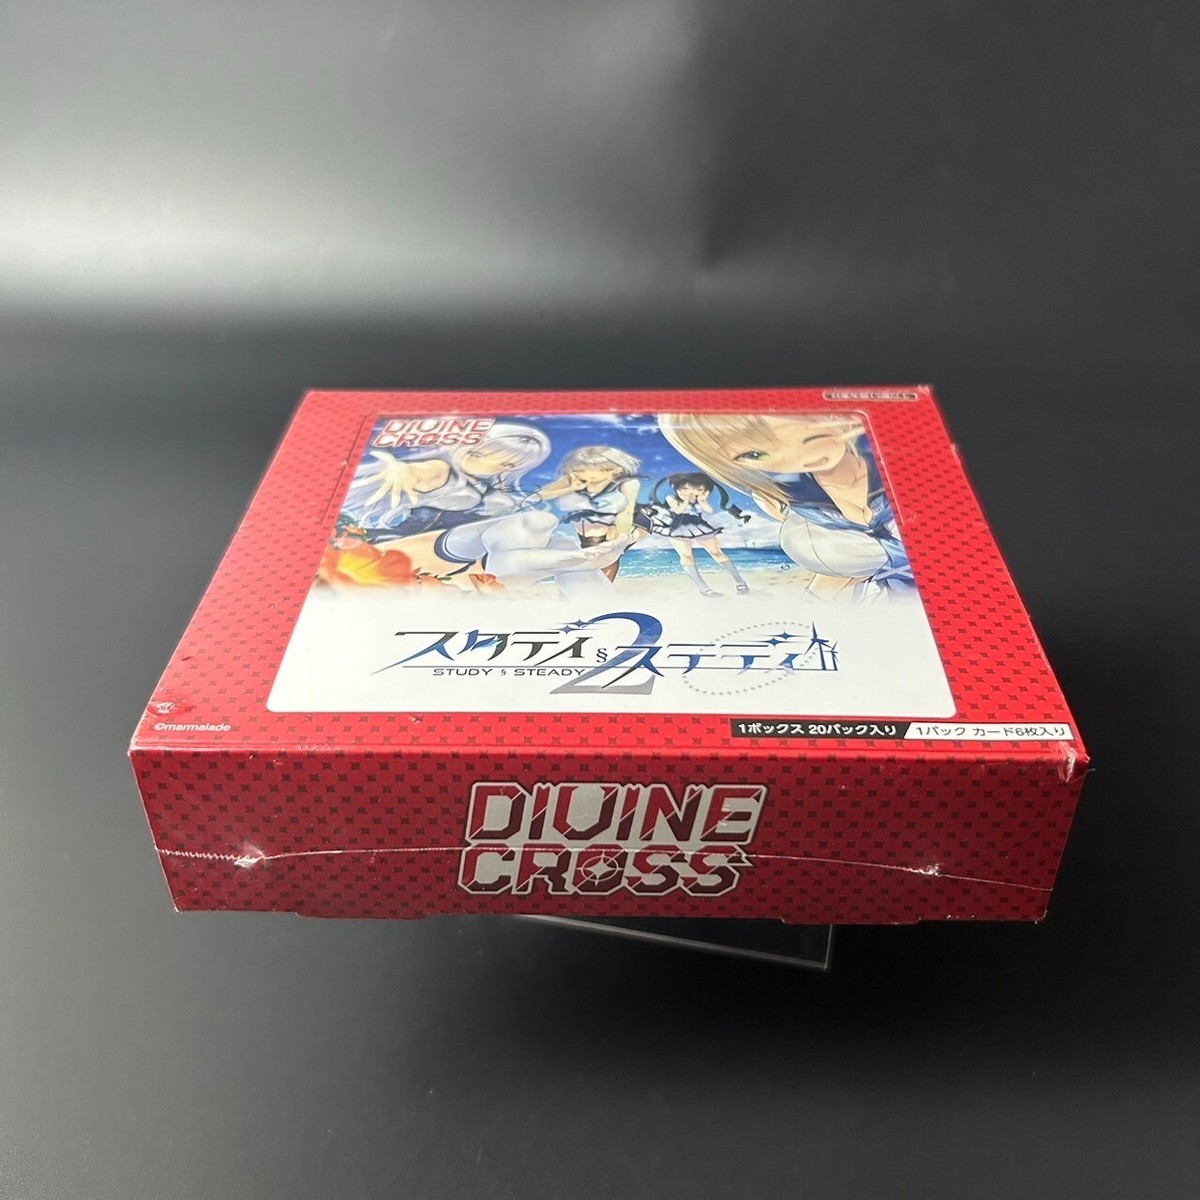 DIVINE
CROSS
スタディ§ステディ2
STUDY § STEADY
©marmalade
1ボックス 20パック入り 1パック カード6枚入り
DIVINE
CROSS